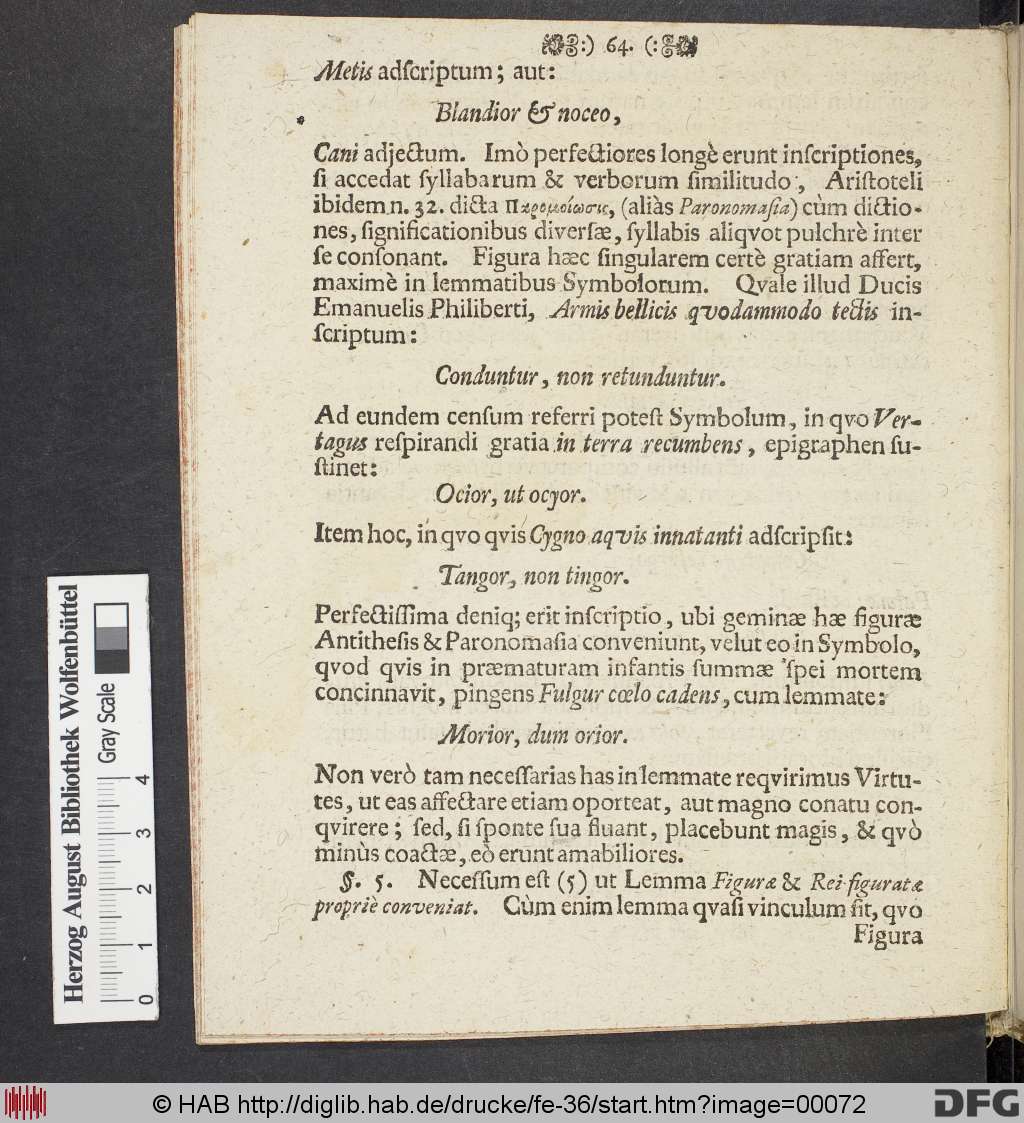 :) 64. (:
Metis adſcriptum; aut:
Blandior & noceo,
Cani adjectum. Imò perfectiores longè erunt inſcriptiones,
ſi accedat ſyllabarum & verborum ſimilitudo, Ariſtoteli
ibidem n. 32. dicta Παρομοίωσις, (aliàs Paronomaſia) cùm dictio-
nes, ſignificationibus diverſæ, ſyllabis aliqvot pulchrè inter
ſe conſonant. Figura hæc ſingularem certè gratiam affert,
maximè in lemmatibus Symbolorum. Qvale illud Ducis
Emanuelis Philiberti, Armis bellicis qvodammodo tectis in-
ſcriptum:
Conduntur, non retunduntur.
Ad eundem cenſum referri poteſt Symbolum, in qvo Ver-
tagus reſpirandi gratia in terra recumbens, epigraphen ſu-
ſtinet:
Ocior, ut ocyor.
Item hoc, in qvo qvis Cygno aqvis innatanti adſcripſit:
Tangor, non tingor.
Perfectiſſima deniq; erit inſcriptio, ubi geminæ hæ figuræ
Antitheſis & Paronomaſia conveniunt, velut eo in Symbolo,
qvod qvis in præmaturam infantis ſummæ ſpei mortem
concinnavit, pingens Fulgur cœlo cadens, cum lemmate:
Morior, dum orior.
Non verò tam neceſſarias has in lemmate reqvirimus Virtu-
tes, ut eas affectare etiam oporteat, aut magno conatu con-
qvirere; ſed, ſi ſponte ſua fluant, placebunt magis, & qvò
minùs coactæ, eò erunt amabiliores.
§. 5. Neceſſum eſt (5) ut Lemma Figuræ & Rei-figuratæ
propriè conveniat. Cùm enim lemma qvaſi vinculum ſit, qvo
Figura
Herzog August Bibliothek Wolfenbüttel
Gray Scale
0 1 2 3 4
© HAB http://diglib.hab.de/drucke/fe-36/start.htm?image=00072
DFG